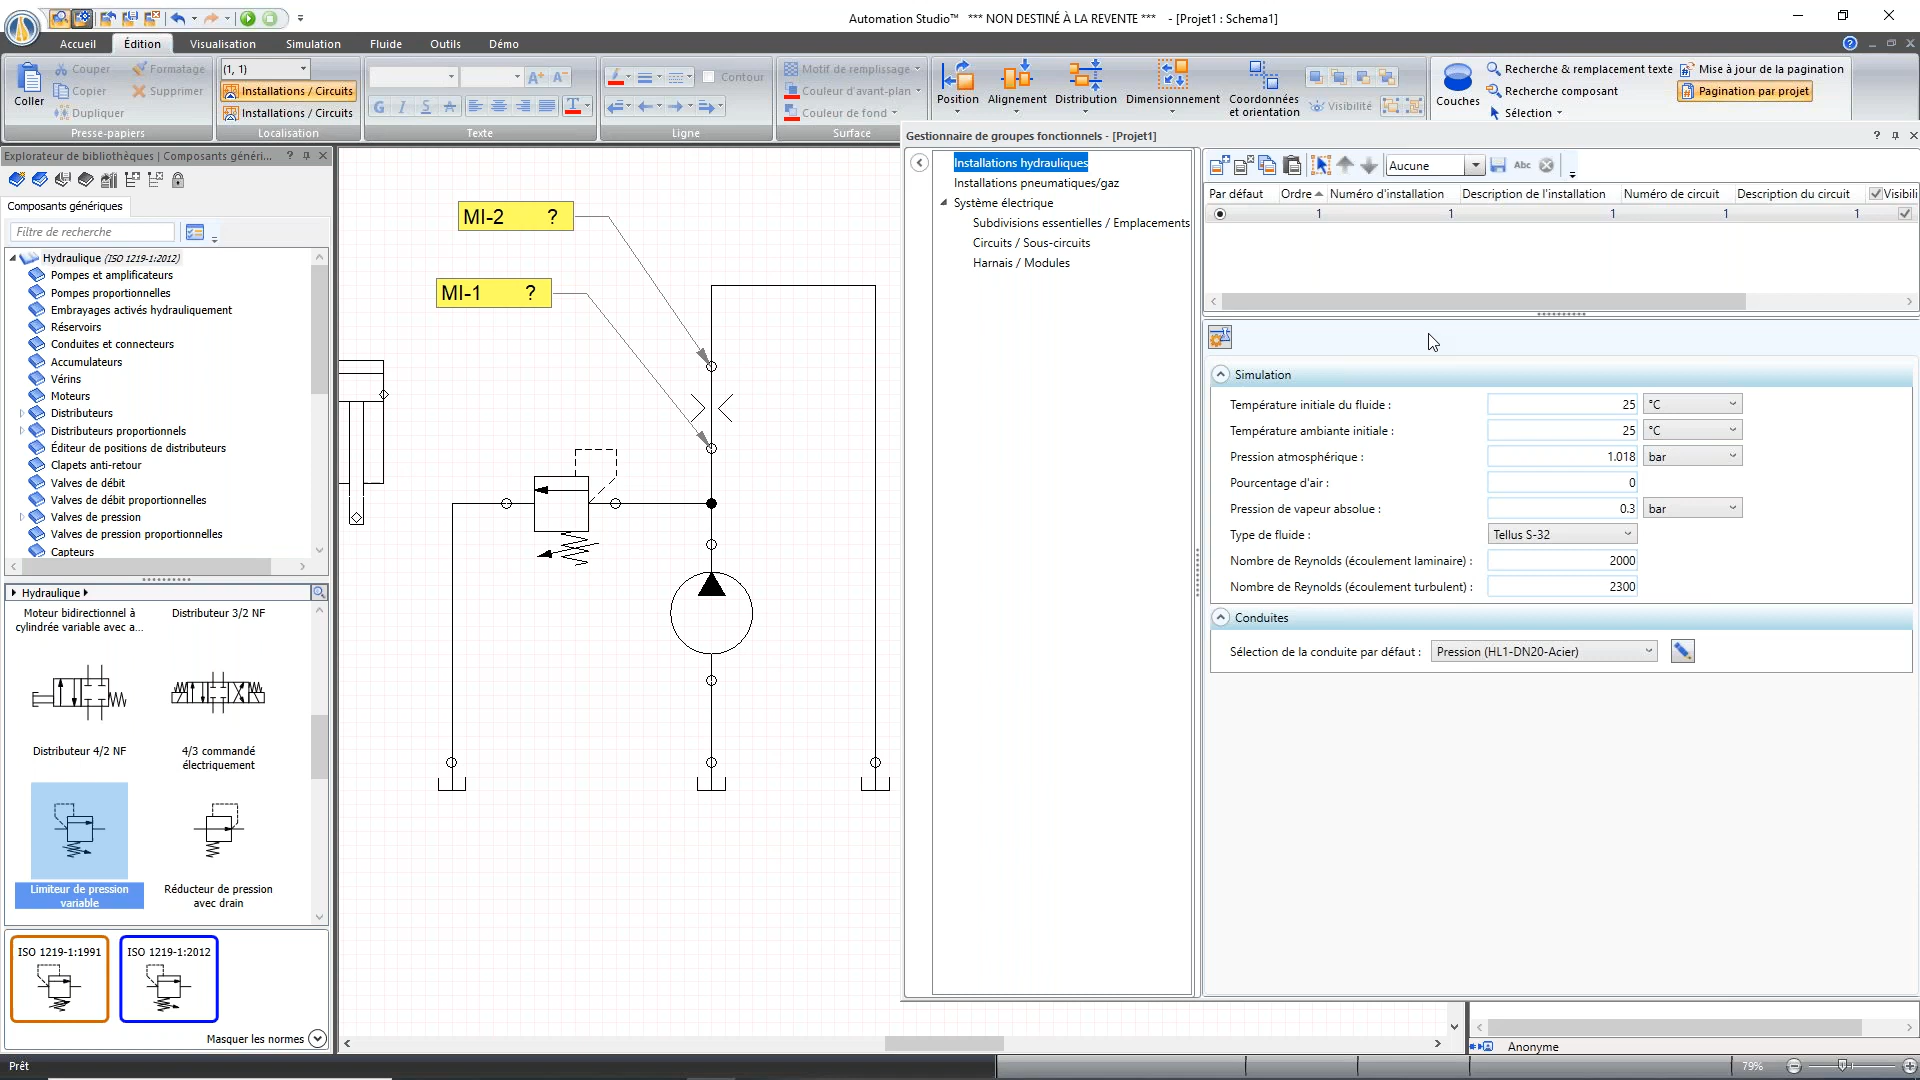 Automation Studio™ *** NON DESTINÉ À LA REVENTE *** - [Projet1 : Schema1]
Accueil Édition Visualisation Simulation Fluide Outils Démo
Coller
Couper
Copier
Dupliquer
Formatage
Supprimer
Presse-papiers
(1, 1)
Installations / Circuits
Installations / Circuits
Localisation
G I S A
Texte
Contour
Ligne
Motif de remplissage
Couleur d'avant-plan
Couleur de fond
Surface
Position
Alignement
Distribution
Dimensionnement
Coordonnées
et orientation
Visibilité
Couches
Recherche & remplacement texte
Recherche composant
Sélection
Mise à jour de la pagination
Pagination par projet
Explorateur de bibliothèques | Composants généri...
Composants génériques
Filtre de recherche
Hydraulique (ISO 1219-1:2012)
Pompes et amplificateurs
Pompes proportionnelles
Embrayages activés hydrauliquement
Réservoirs
Conduites et connecteurs
Accumulateurs
Vérins
Moteurs
Distributeurs
Distributeurs proportionnels
Éditeur de positions de distributeurs
Clapets anti-retour
Valves de débit
Valves de débit proportionnelles
Valves de pression
Valves de pression proportionnelles
Capteurs
Hydraulique
Moteur bidirectionnel à
cylindrée variable avec a...
Distributeur 3/2 NF
Distributeur 4/2 NF
4/3 commandé
électriquement
Limiteur de pression
variable
Réducteur de pression
avec drain
ISO 1219-1:1991
ISO 1219-1:2012
Masquer les normes
MI-2 ?
MI-1 ?
Gestionnaire de groupes fonctionnels - [Projet1]
Installations hydrauliques
Installations pneumatiques/gaz
Système électrique
Subdivisions essentielles / Emplacements
Circuits / Sous-circuits
Harnais / Modules
Aucune
Abc
Par défaut Ordre Numéro d'installation Description de l'installation Numéro de circuit Description du circuit Visibili
1 1 1 1 1
Simulation
Température initiale du fluide : 25 °C
Température ambiante initiale : 25 °C
Pression atmosphérique : 1.018 bar
Pourcentage d'air : 0
Pression de vapeur absolue : 0.3 bar
Type de fluide : Tellus S-32
Nombre de Reynolds (écoulement laminaire) : 2000
Nombre de Reynolds (écoulement turbulent) : 2300
Conduites
Sélection de la conduite par défaut : Pression (HL1-DN20-Acier)
Anonyme
Prêt
79%